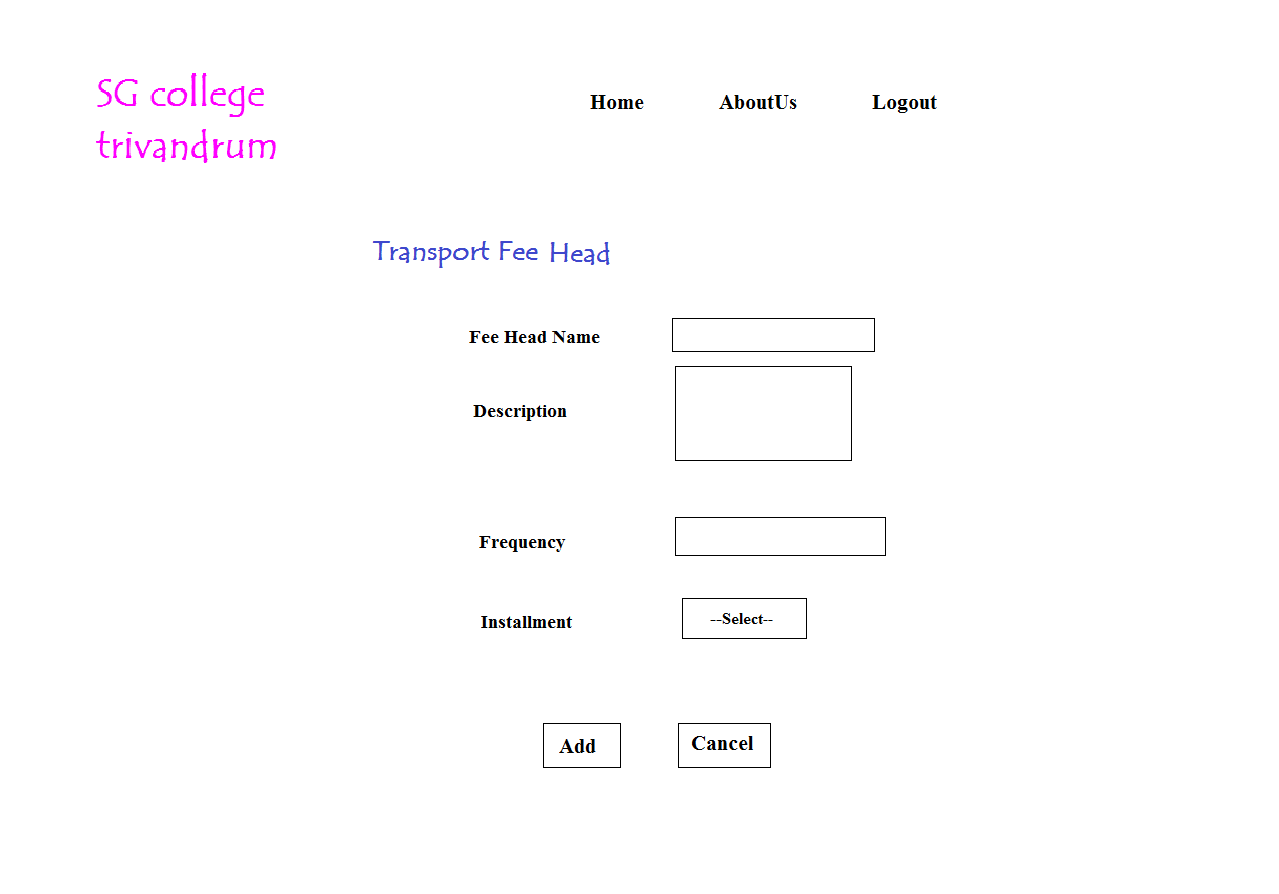 SG college
trivandrum
Home AboutUs Logout
Transport Fee Head
Fee Head Name
Description
Frequency
Installment --Select--
Add Cancel